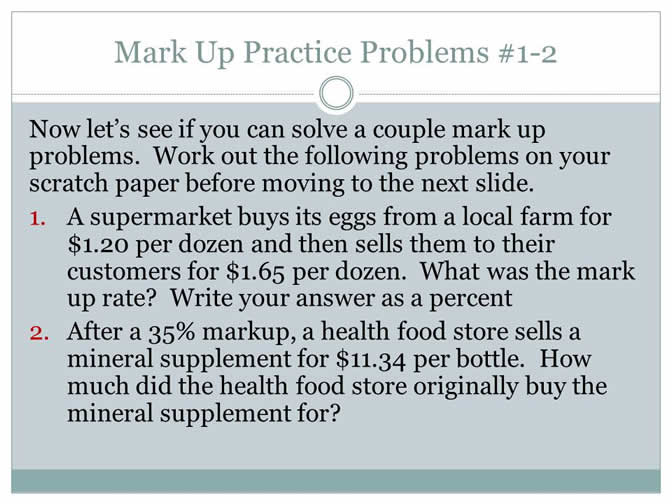 Mark Up Practice Problems #1-2
Now let’s see if you can solve a couple mark up
problems.  Work out the following problems on your
scratch paper before moving to the next slide.
1. A supermarket buys its eggs from a local farm for
$1.20 per dozen and then sells them to their
customers for $1.65 per dozen.  What was the mark
up rate?  Write your answer as a percent
2. After a 35% markup, a health food store sells a
mineral supplement for $11.34 per bottle.  How
much did the health food store originally buy the
mineral supplement for?